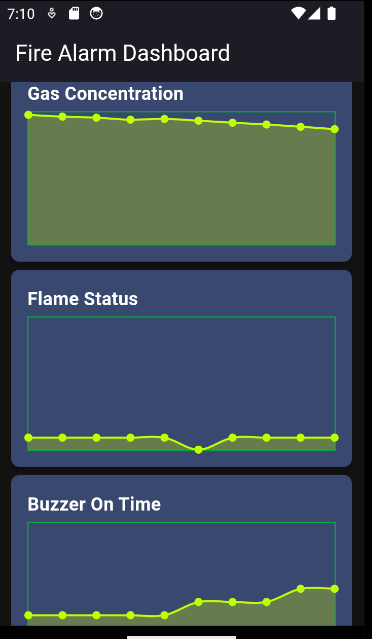 7:10
Fire Alarm Dashboard
Gas Concentration
Flame Status
Buzzer On Time